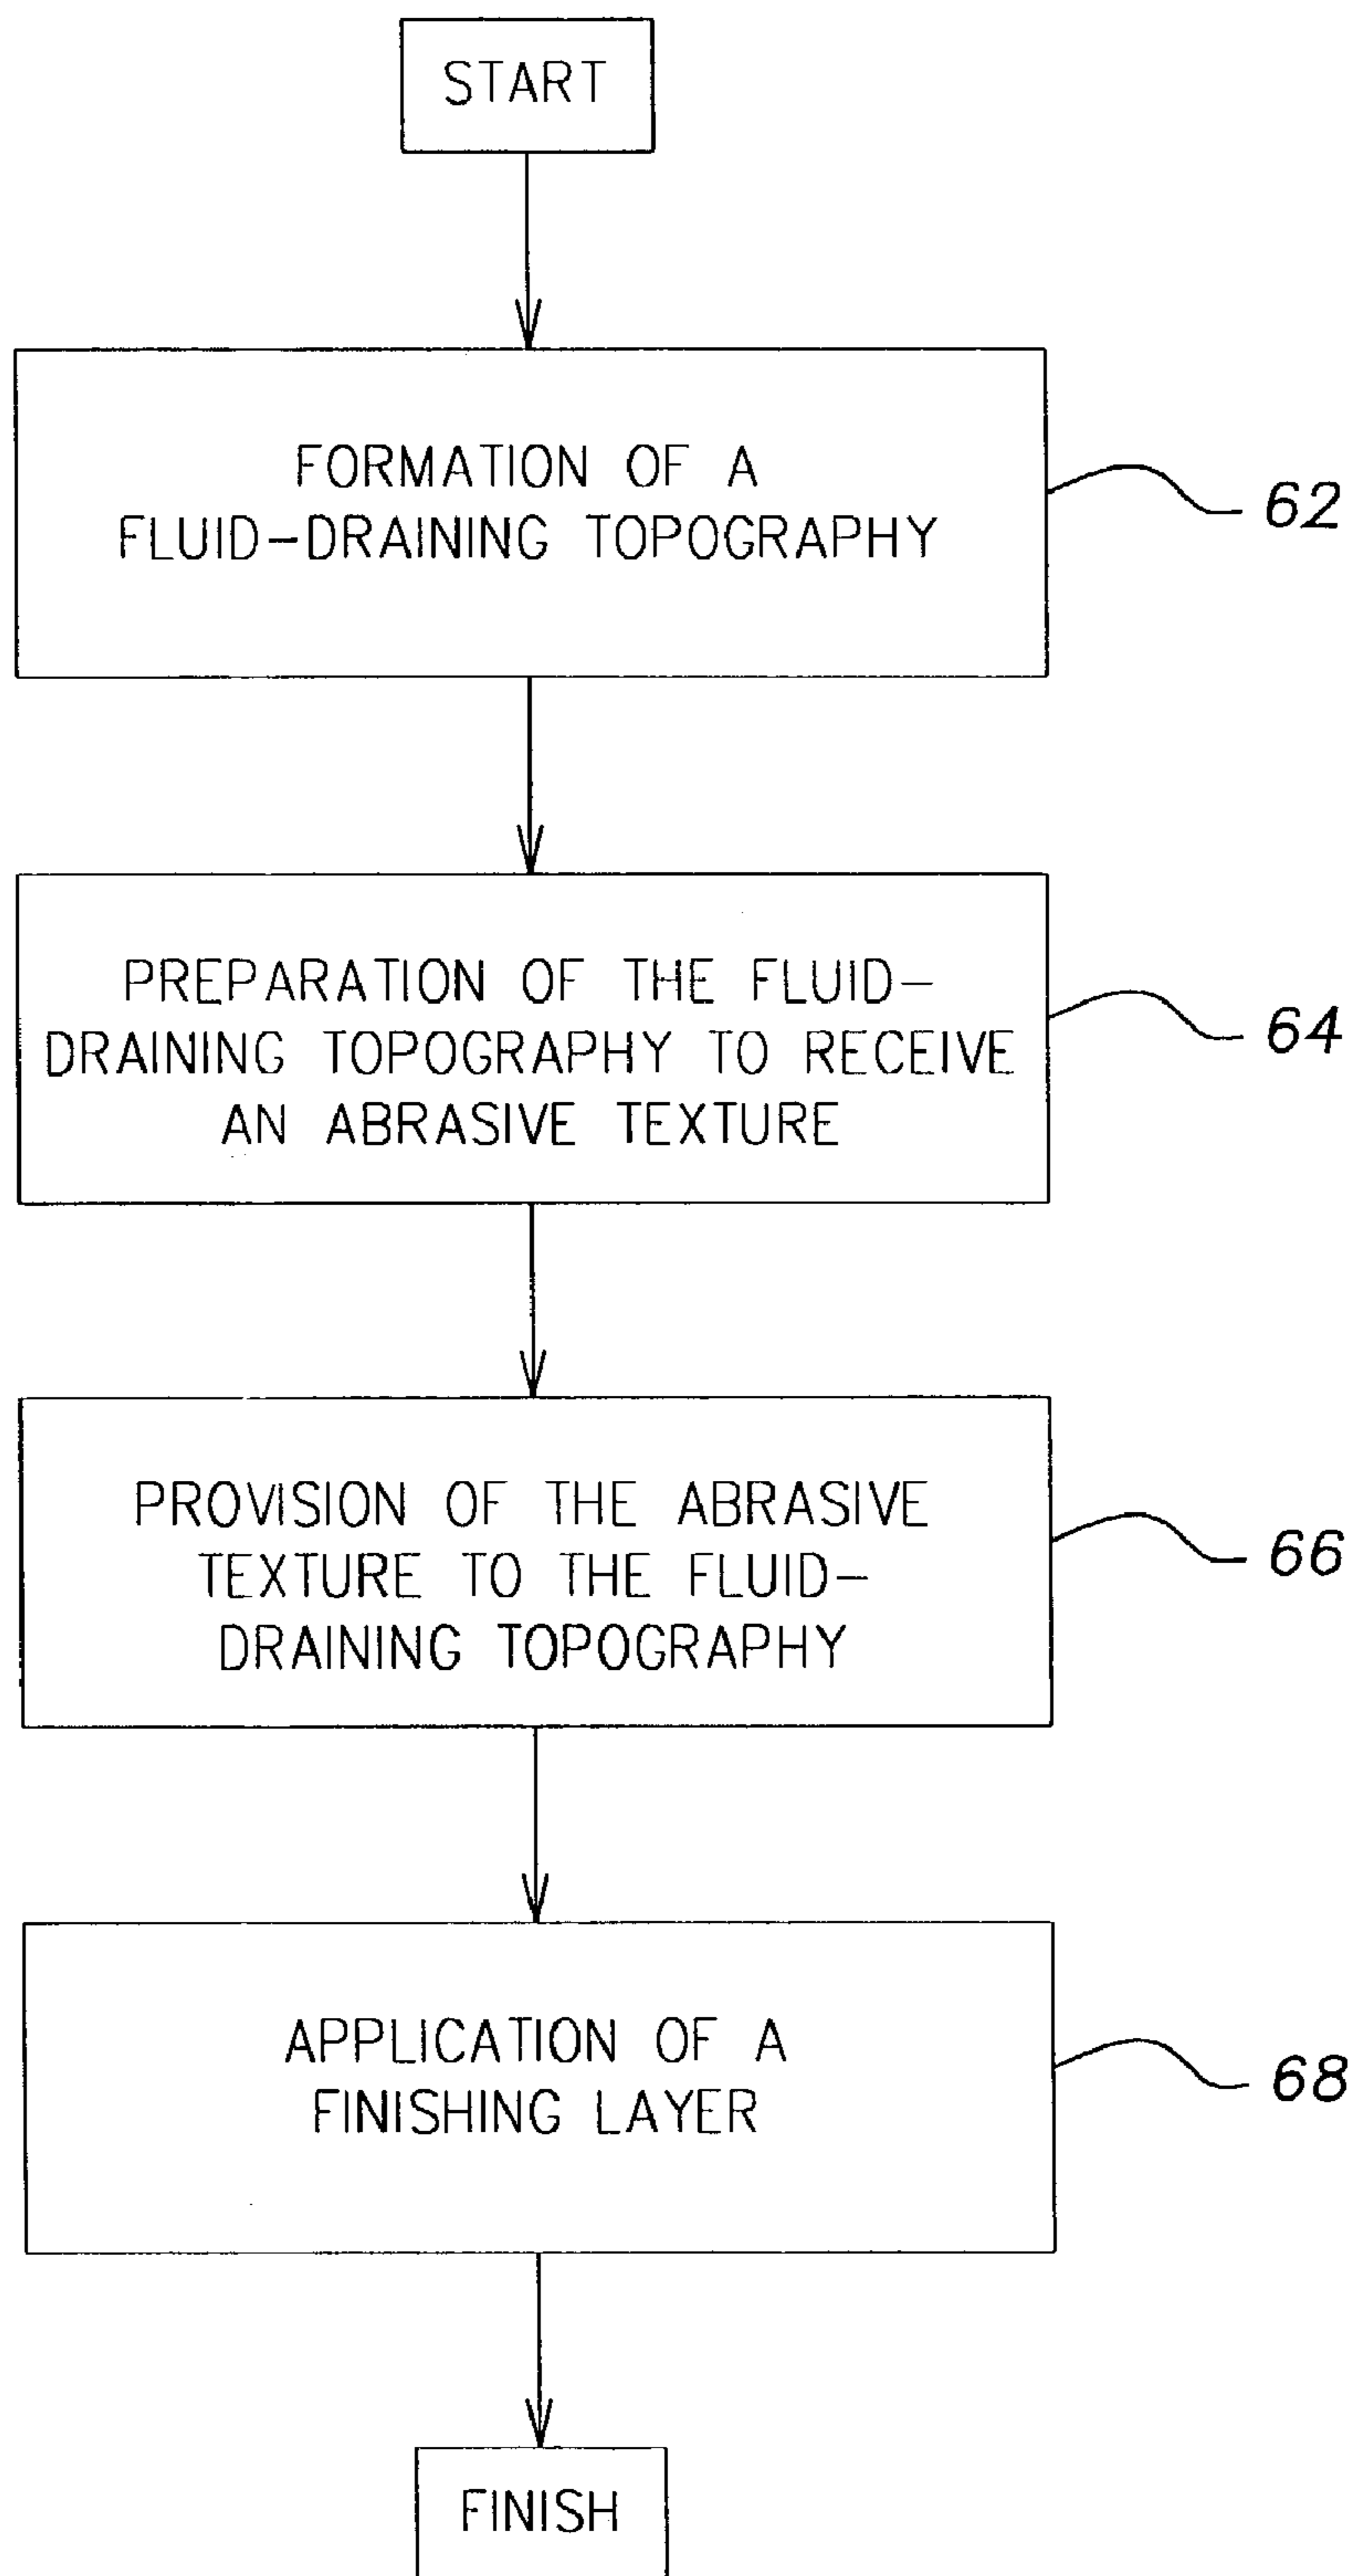 START
FORMATION OF A
FLUID-DRAINING TOPOGRAPHY
62
PREPARATION OF THE FLUID-
DRAINING TOPOGRAPHY TO RECEIVE
AN ABRASIVE TEXTURE
64
PROVISION OF THE ABRASIVE
TEXTURE TO THE FLUID-
DRAINING TOPOGRAPHY
66
APPLICATION OF A
FINISHING LAYER
68
FINISH